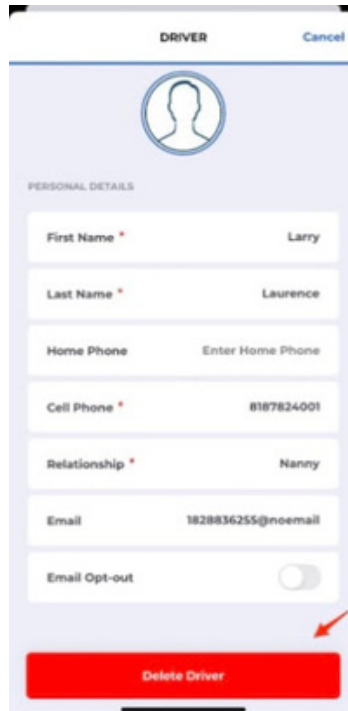 DRIVER Cancel
PERSONAL DETAILS
First Name * Larry
Last Name * Laurence
Home Phone Enter Home Phone
Cell Phone * 8187824001
Relationship * Nanny
Email 1828836255@noemail
Email Opt-out
Delete Driver